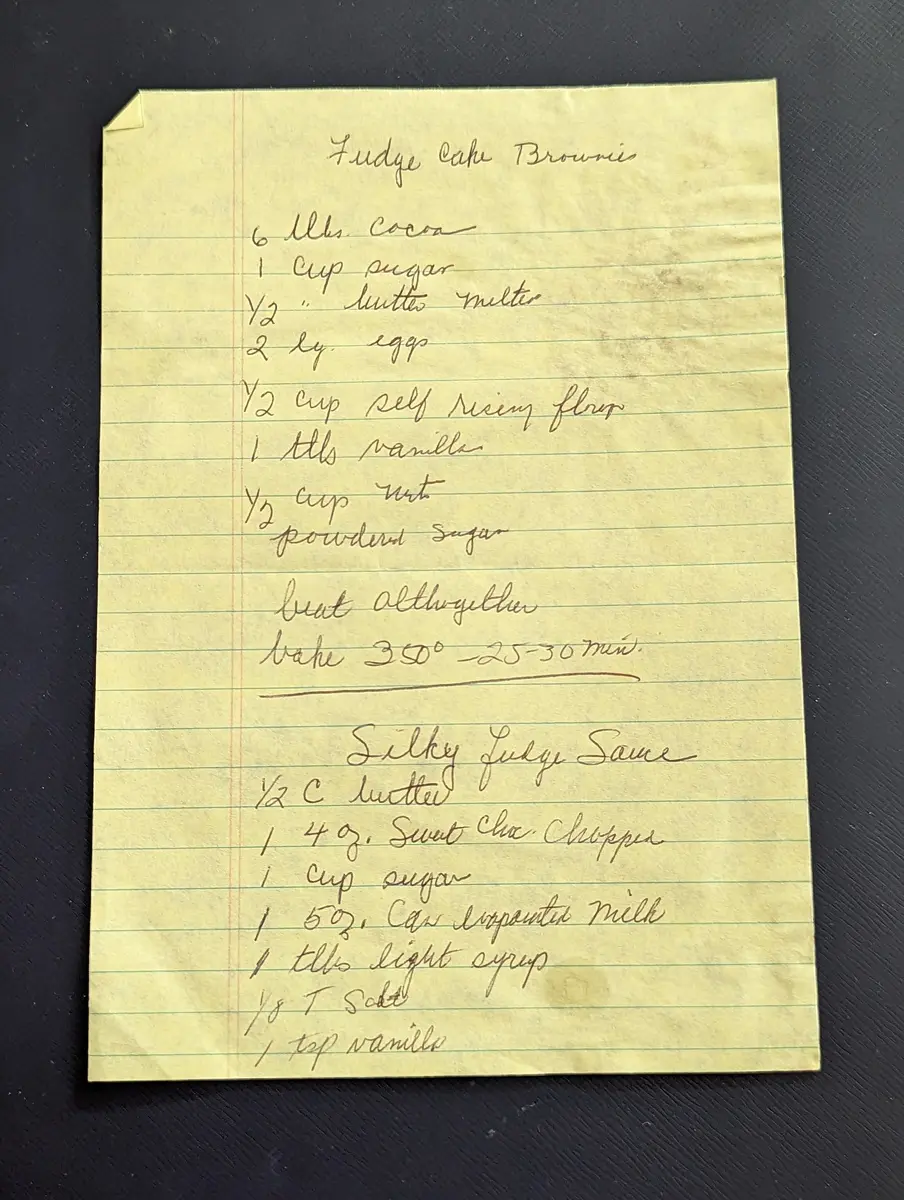 Fudge Cake Brownies
6 tbls. cocoa
1 cup sugar
1/2 " butter melted
2 lg. eggs
1/2 cup self rising flour
1 tbls vanilla
1/2 cup nuts
powdered sugar
beat althogether
bake 350° - 25-30 min.
Silky Fudge Sauce
1/2 C butter
1 4 oz. Sweet Choc. Chopped
1 cup sugar
1 5 oz. Can evaporated Milk
1 tbls light syrup
1/8 T Salt
1 tsp vanilla